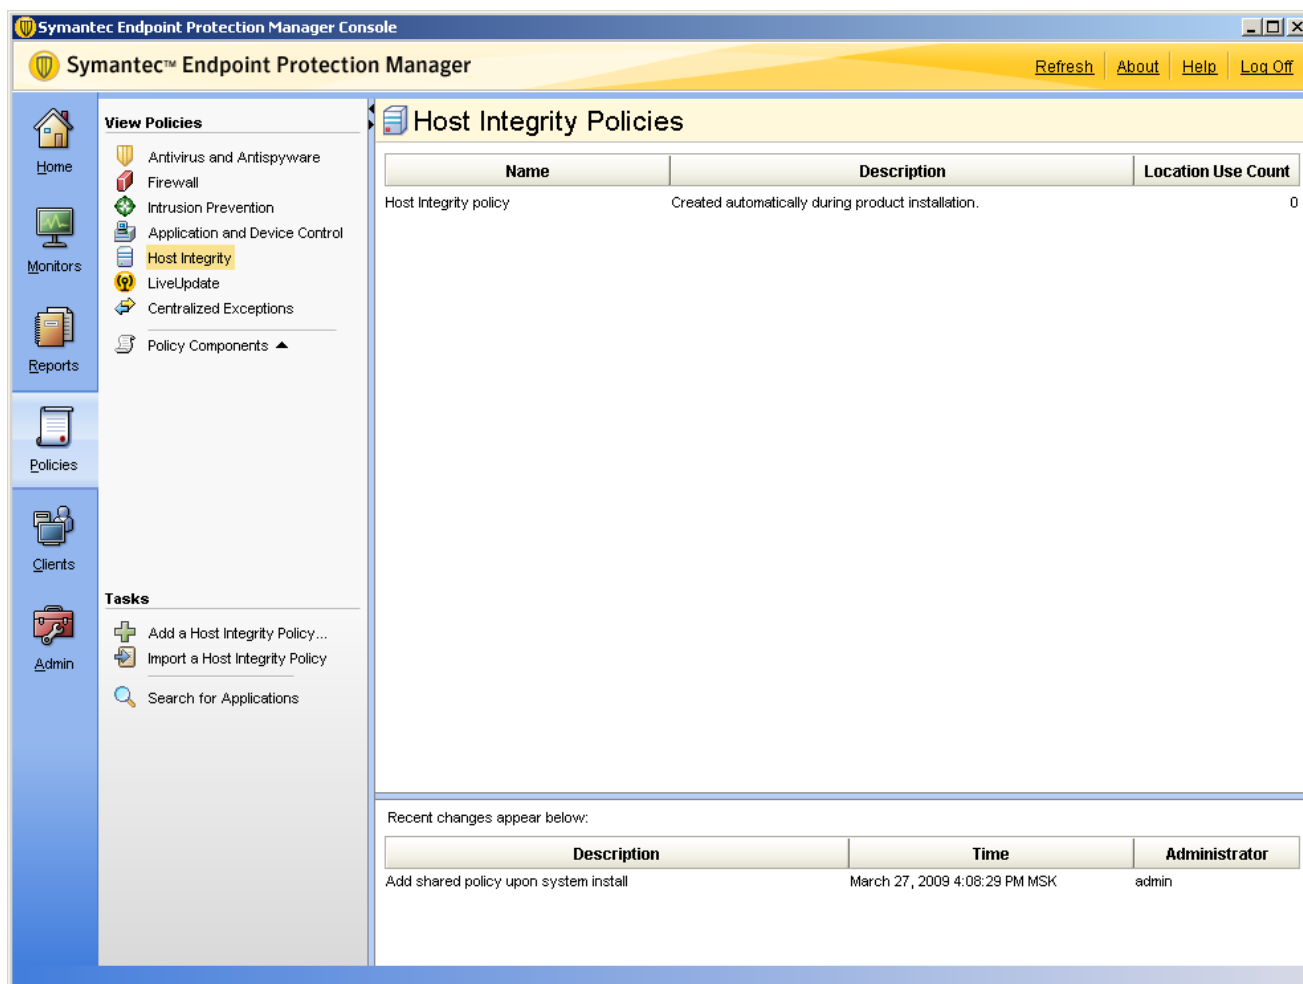 Symantec Endpoint Protection Manager Console
Symantec™ Endpoint Protection Manager
Refresh About Help Log Off
Home
Monitors
Reports
Policies
Clients
Admin
View Policies
Antivirus and Antispyware
Firewall
Intrusion Prevention
Application and Device Control
Host Integrity
LiveUpdate
Centralized Exceptions
Policy Components
Tasks
Add a Host Integrity Policy...
Import a Host Integrity Policy
Search for Applications
Host Integrity Policies
Name Description Location Use Count
Host Integrity policy Created automatically during product installation. 0
Recent changes appear below:
Description Time Administrator
Add shared policy upon system install March 27, 2009 4:08:29 PM MSK admin